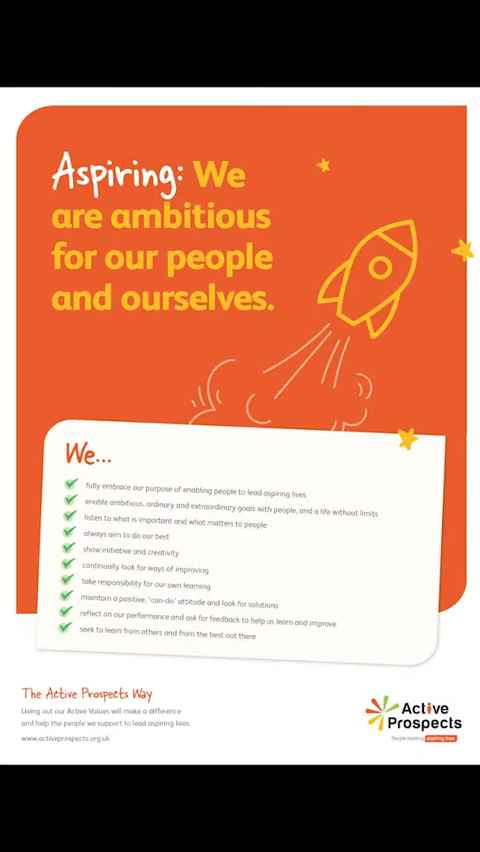 Aspiring: We
are ambitious
for our people
and ourselves.
We...
fully embrace our purpose of enabling people to lead aspiring lives
enable ambitious, ordinary and extraordinary goals with people, and a life without limits
listen to what is important and what matters to people
always aim to do our best
show initiative and creativity
continually look for ways of improving
take responsibility for our own learning
maintain a positive, 'can-do' attitude and look for solutions
reflect on our performance and ask for feedback to help us learn and improve
seek to learn from others and from the best out there
The Active Prospects Way
Living out our Active Values will make a difference
and help the people we support to lead aspiring lives.
www.activeprospects.org.uk
Active
Prospects
People leading aspiring lives